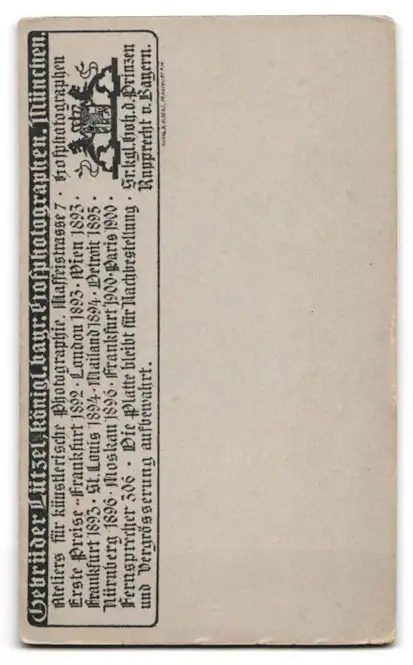 Gebrüder Lützel, königl. bayr. Hofphotographen. München.
Ateliers für künstlerische Photographie. Maffeistrasse 7 · Hofphotographen
Erste Preise · Frankfurt 1892 · London 1893 · Wien 1893 ·
Frankfurt 1893 · St. Louis 1894 · Mailand 1894 · Detroit 1895 ·
Nürnberg 1896 · Moskau 1896 · Frankfurt 1900 · Paris 1900 ·
Fernsprecher 306 · Die Platte bleibt für Nachbestellung · Sr. kgl. Hoh. d. Prinzen
und Vergrösserung aufbewahrt. Rupprecht v. Bayern.